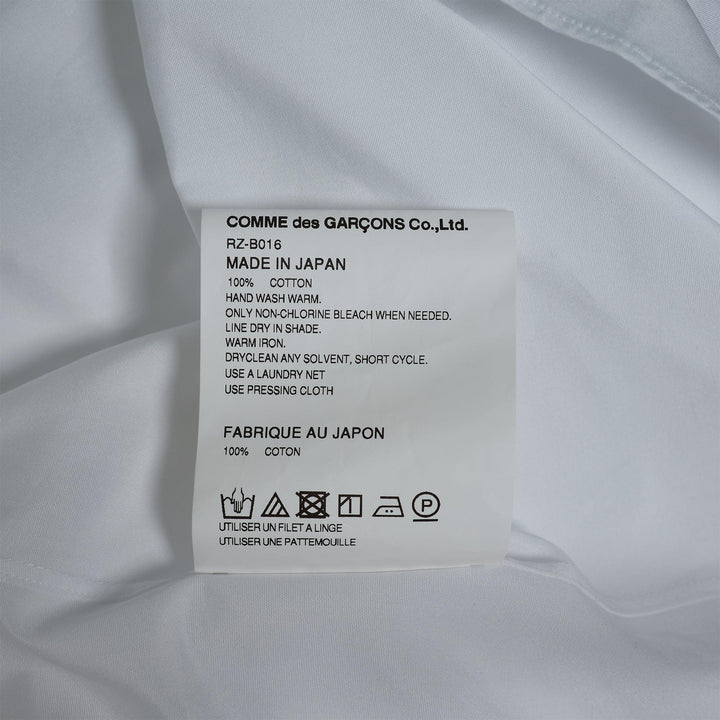 COMME des GARÇONS Co.,Ltd.
RZ-B016
MADE IN JAPAN
100% COTTON
HAND WASH WARM.
ONLY NON-CHLORINE BLEACH WHEN NEEDED.
LINE DRY IN SHADE.
WARM IRON.
DRYCLEAN ANY SOLVENT, SHORT CYCLE.
USE A LAUNDRY NET
USE PRESSING CLOTH
FABRIQUE AU JAPON
100% COTON
P
UTILISER UN FILET A LINGE
UTILISER UNE PATTEMOUILLE